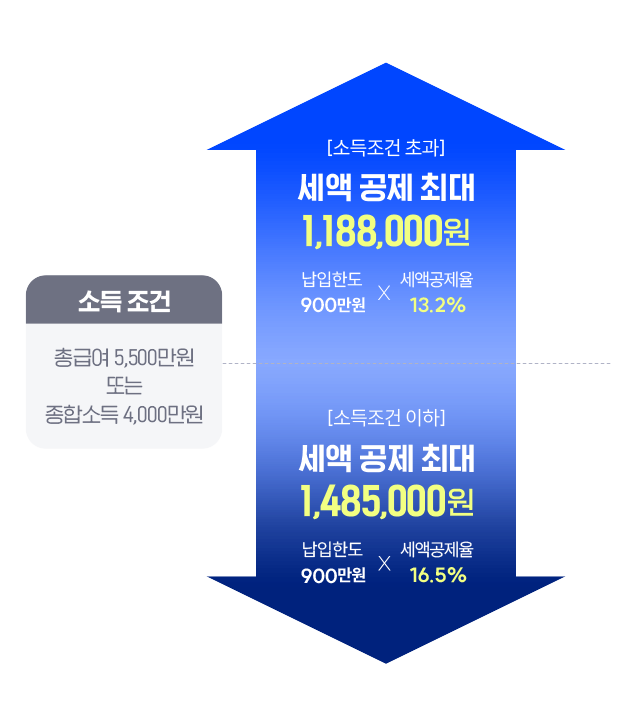 [소득조건 초과]
세액 공제 최대
1,188,000원
납입한도 X 세액공제율
900만원 13.2%
소득 조건
총급여 5,500만원
또는
종합소득 4,000만원
[소득조건 이하]
세액 공제 최대
1,485,000원
납입한도 X 세액공제율
900만원 16.5%